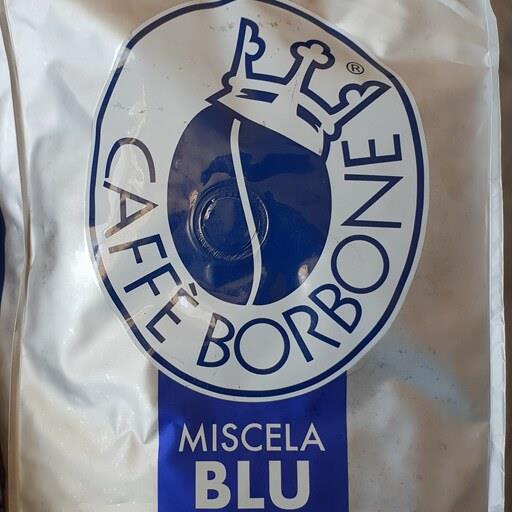 CAFFÈ BORBONE
®
MISCELA
BLU